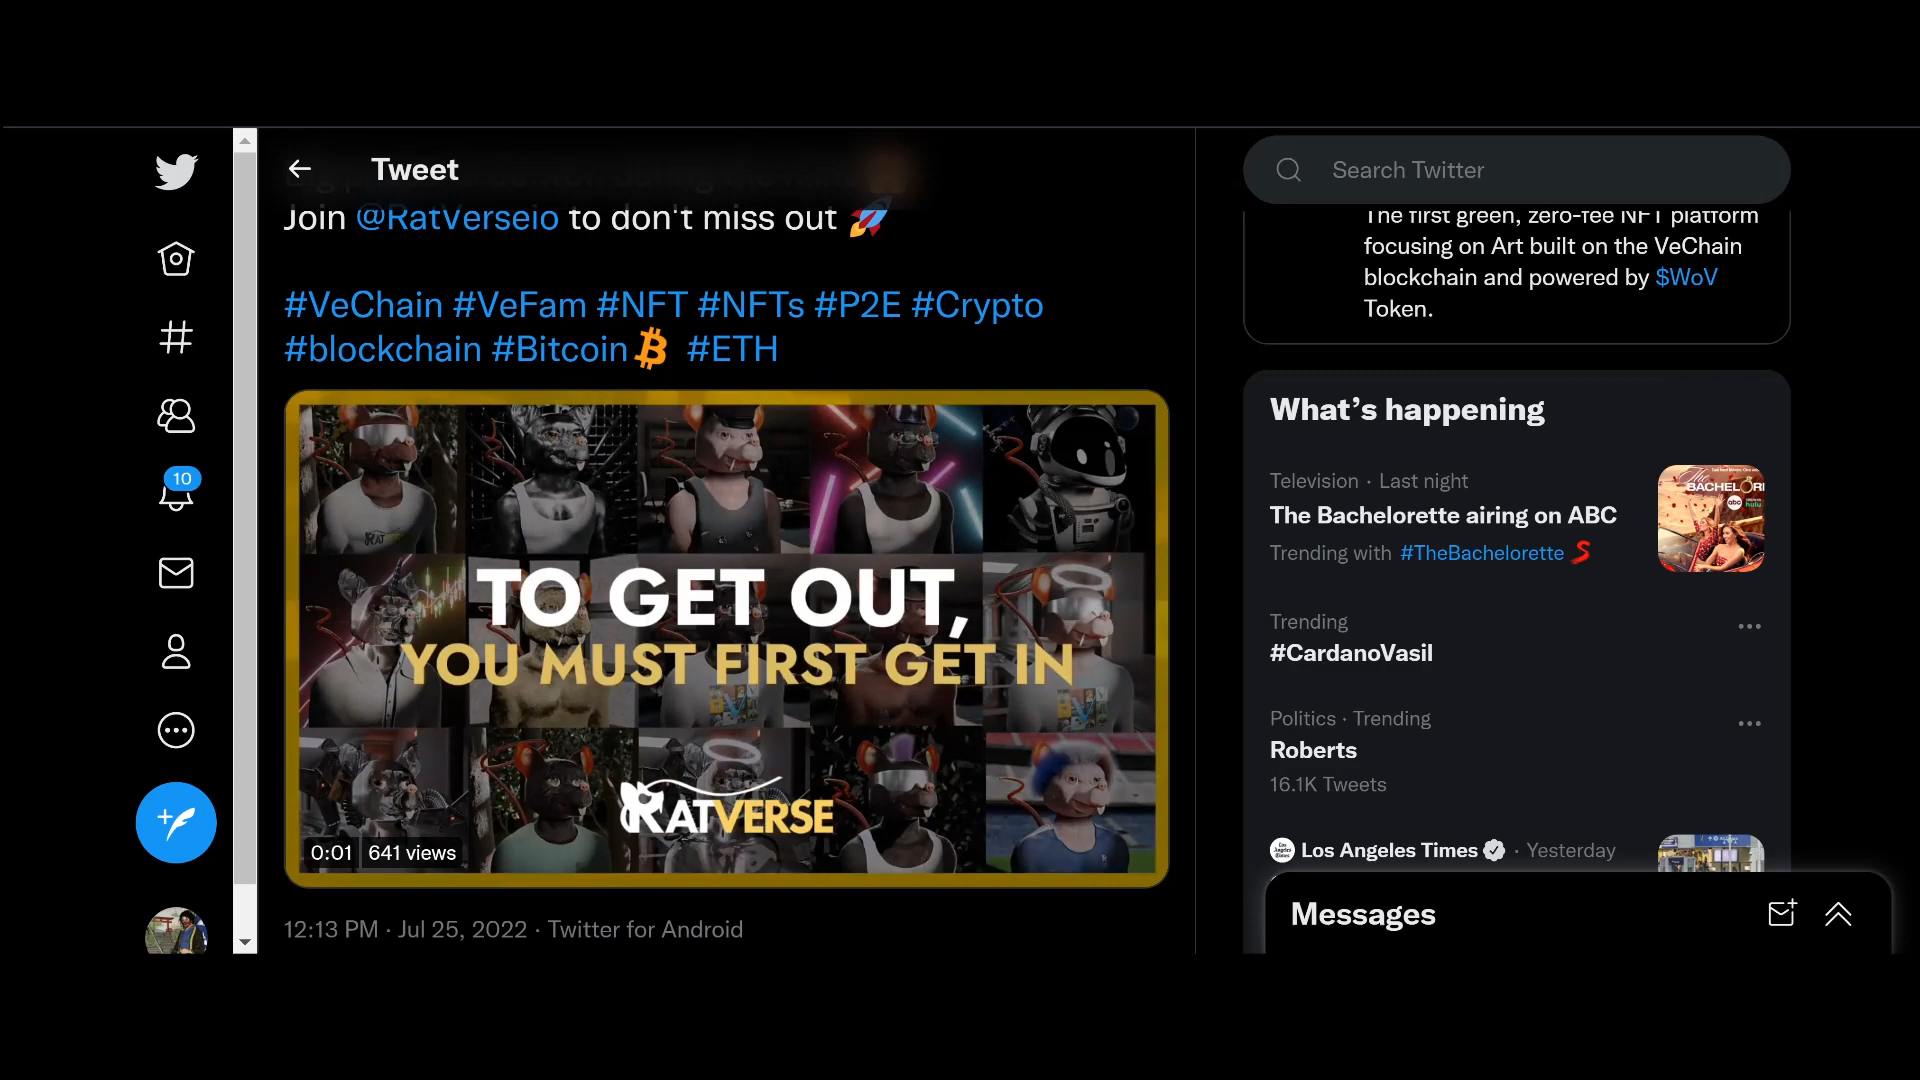 Tweet
Join @RatVerseio to don't miss out
#VeChain #VeFam #NFT #NFTs #P2E #Crypto
#blockchain #Bitcoin #ETH
TO GET OUT,
YOU MUST FIRST GET IN
RATVERSE
0:01 641 views
12:13 PM · Jul 25, 2022 · Twitter for Android
10
Search Twitter
The first green, zero-fee NFT platform
focusing on Art built on the VeChain
blockchain and powered by $WoV
Token.
What's happening
Television · Last night
The Bachelorette airing on ABC
Trending with #TheBachelorette
The
BACHELOR
abc
hulu
Trending
#CardanoVasil
Politics · Trending
Roberts
16.1K Tweets
Los Angeles Times · Yesterday
Messages